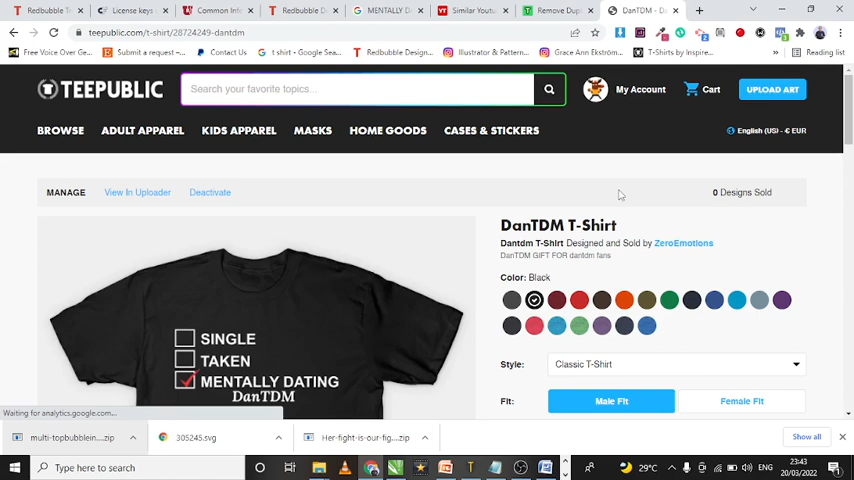 Redbubble T
License keys
Common Info
Redbubble D
MENTALLY D
Similar Youtu
Remove Dupl
DanTDM - Da
teepublic.com/t-shirt/28724249-dantdm
Free Voice Over Ge...
Submit a request –...
Contact Us
t shirt - Google Sea...
Redbubble Design...
Illustrator & Pattern...
Grace Ann Ekström...
T-Shirts by Inspire...
»
Reading list
TEEPUBLIC
Search your favorite topics...
My Account
Cart
UPLOAD ART
BROWSE
ADULT APPAREL
KIDS APPAREL
MASKS
HOME GOODS
CASES & STICKERS
English (US) - € EUR
MANAGE
View In Uploader
Deactivate
0 Designs Sold
DanTDM T-Shirt
Dantdm T-Shirt Designed and Sold by ZeroEmotions
DanTDM GIFT FOR dantdm fans
Color: Black
SINGLE
TAKEN
MENTALLY DATING
DanTDM
Style:
Classic T-Shirt
Fit:
Male Fit
Female Fit
Waiting for analytics.google.com...
multi-topbubblein....zip
305245.svg
Her-fight-is-our-fig....zip
Show all
Type here to search
29°C
ENG
23:43
20/03/2022